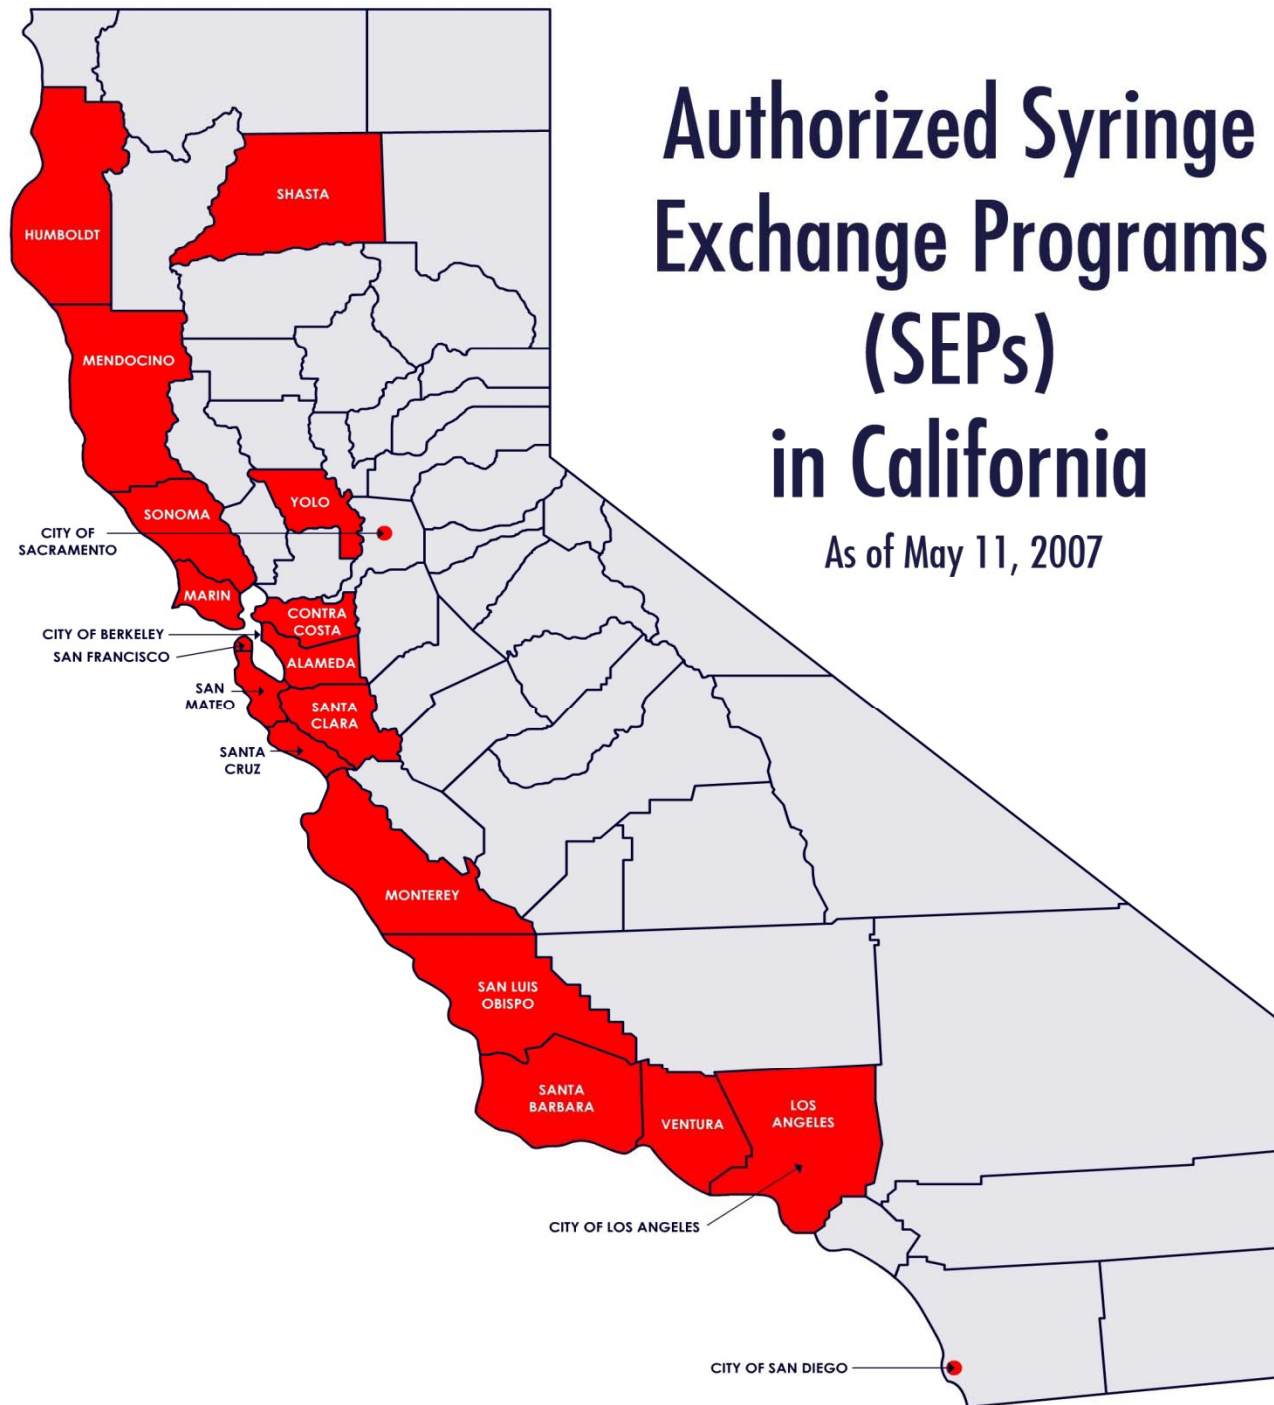 Authorized Syringe
Exchange Programs
(SEPs)
in California
As of May 11, 2007
SHASTA
HUMBOLDT
MENDOCINO
YOLO
SONOMA
CITY OF
SACRAMENTO
MARIN
CONTRA
COSTA
CITY OF BERKELEY
SAN FRANCISCO
ALAMEDA
SAN
MATEO
SANTA
CLARA
SANTA
CRUZ
MONTEREY
SAN LUIS
OBISPO
SANTA
BARBARA
VENTURA
LOS
ANGELES
CITY OF LOS ANGELES
CITY OF SAN DIEGO